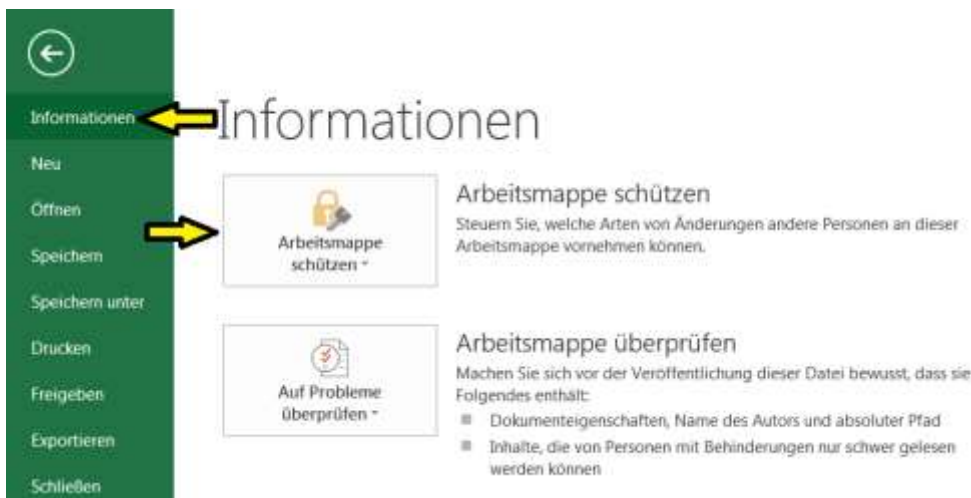 Informationen
Neu
Öffnen
Speichern
Speichern unter
Drucken
Freigeben
Exportieren
Schließen
Informationen
Arbeitsmappe
schützen
Arbeitsmappe schützen
Steuern Sie, welche Arten von Änderungen andere Personen an dieser
Arbeitsmappe vornehmen können.
Auf Probleme
überprüfen
Arbeitsmappe überprüfen
Machen Sie sich vor der Veröffentlichung dieser Datei bewusst, dass sie
Folgendes enthält:
Dokumenteigenschaften, Name des Autors und absoluter Pfad
Inhalte, die von Personen mit Behinderungen nur schwer gelesen
werden können